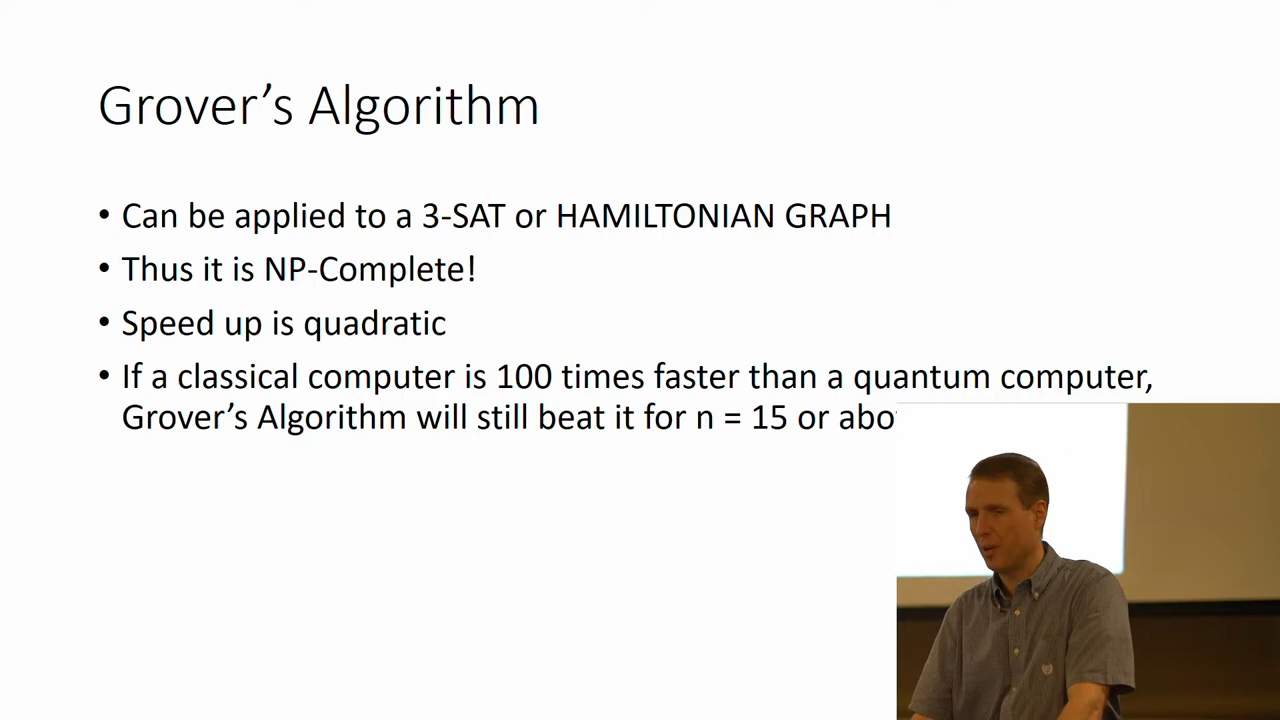 Grover's Algorithm
• Can be applied to a 3-SAT or HAMILTONIAN GRAPH
• Thus it is NP-Complete!
• Speed up is quadratic
• If a classical computer is 100 times faster than a quantum computer,
Grover's Algorithm will still beat it for n = 15 or